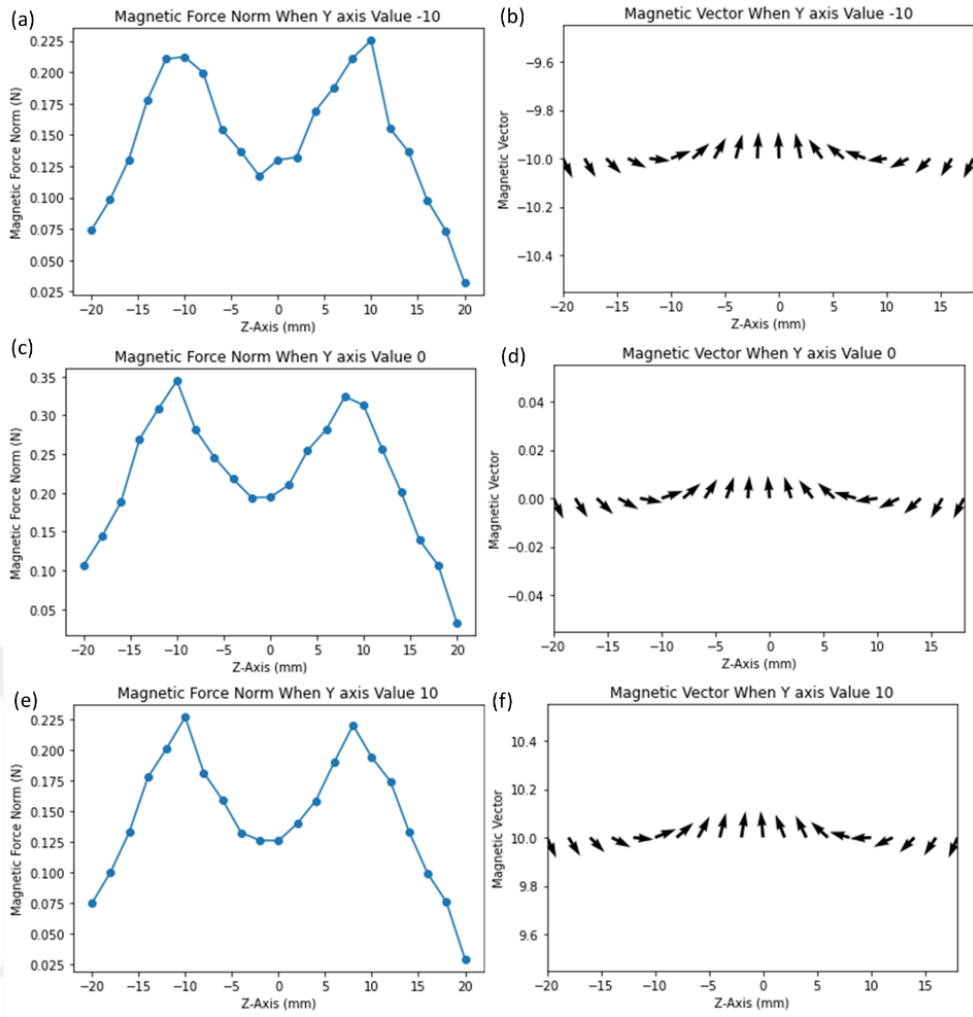 (a)
Magnetic Force Norm When Y axis Value -10
Magnetic Force Norm (N)
0.225
0.200
0.175
0.150
0.125
0.100
0.075
0.050
0.025
−20 −15 −10 −5 0 5 10 15 20
Z-Axis (mm)
(b)
Magnetic Vector When Y axis Value -10
Magnetic Vector
−9.6
−9.8
−10.0
−10.2
−10.4
−20 −15 −10 −5 0 5 10 15
Z-Axis (mm)
(c)
Magnetic Force Norm When Y axis Value 0
Magnetic Force Norm (N)
0.35
0.30
0.25
0.20
0.15
0.10
0.05
−20 −15 −10 −5 0 5 10 15 20
Z-Axis (mm)
(d)
Magnetic Vector When Y axis Value 0
Magnetic Vector
0.04
0.02
0.00
−0.02
−0.04
−20 −15 −10 −5 0 5 10 15
Z-Axis (mm)
(e)
Magnetic Force Norm When Y axis Value 10
Magnetic Force Norm (N)
0.225
0.200
0.175
0.150
0.125
0.100
0.075
0.050
0.025
−20 −15 −10 −5 0 5 10 15 20
Z-Axis (mm)
(f)
Magnetic Vector When Y axis Value 10
Magnetic Vector
10.4
10.2
10.0
9.8
9.6
−20 −15 −10 −5 0 5 10 15
Z-Axis (mm)